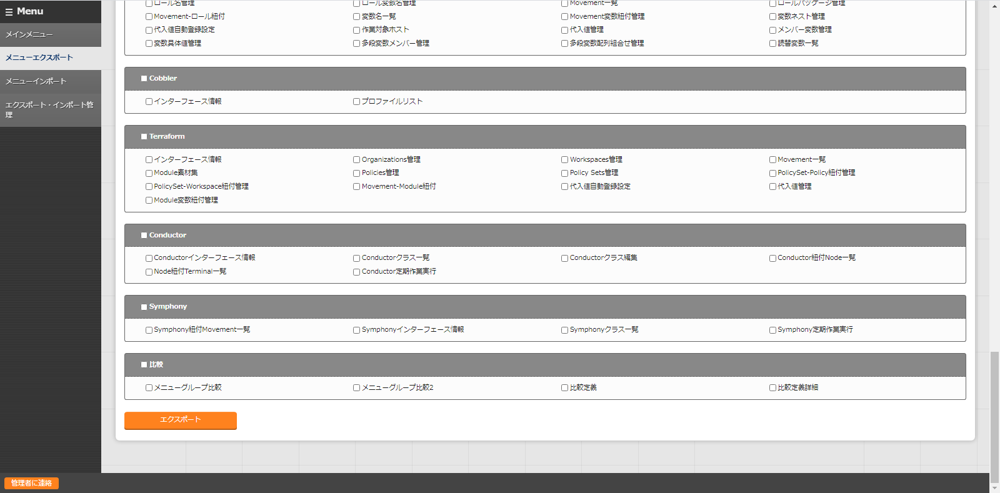 Menu
メインメニュー
メニューエクスポート
メニューインポート
エクスポート・インポート管
理
ロール名管理 ロール変数名管理 Movement一覧 ロールパッケージ管理
Movement-ロール紐付 変数名一覧 Movement変数紐付管理 変数ネスト管理
代入値自動登録設定 作業対象ホスト 代入値管理 メンバー変数管理
変数具体値管理 多段変数メンバー管理 多段変数配列組合せ管理 読替変数一覧
Cobbler
インターフェース情報 プロファイルリスト
Terraform
インターフェース情報 Organizations管理 Workspaces管理 Movement一覧
Module素材集 Policies管理 Policy Sets管理 PolicySet-Policy紐付管理
PolicySet-Workspace紐付管理 Movement-Module紐付 代入値自動登録設定 代入値管理
Module変数紐付管理
Conductor
Conductorインターフェース情報 Conductorクラス一覧 Conductorクラス編集 Conductor紐付Node一覧
Node紐付Terminal一覧 Conductor定期作業実行
Symphony
Symphony紐付Movement一覧 Symphonyインターフェース情報 Symphonyクラス一覧 Symphony定期作業実行
比較
メニューグループ比較 メニューグループ比較2 比較定義 比較定義詳細
エクスポート
管理者に連絡